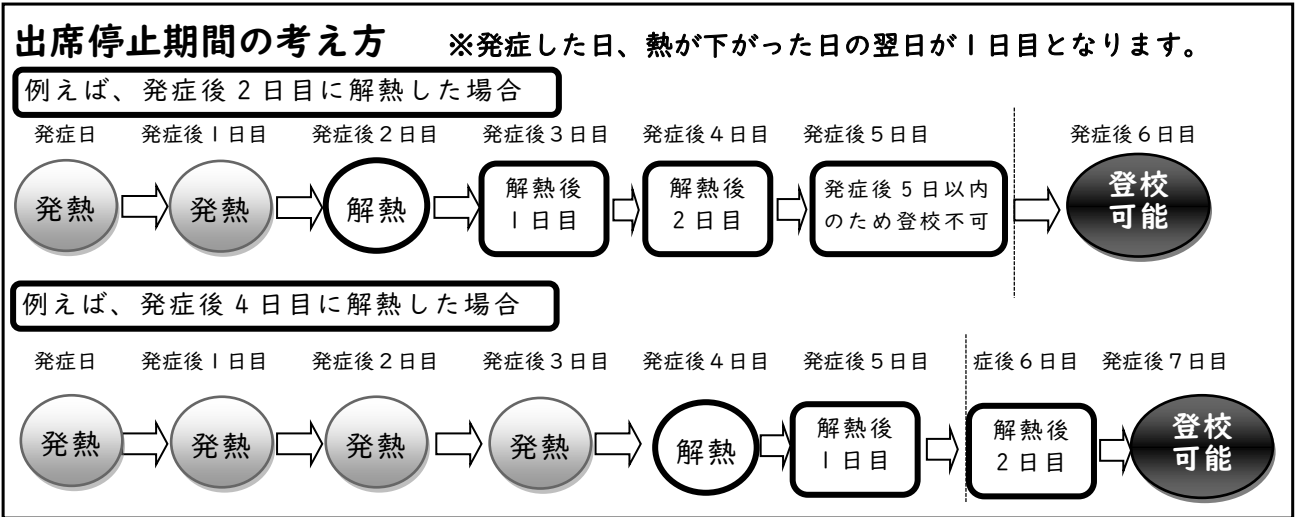 出席停止期間の考え方 ※発症した日、熱が下がった日の翌日が1日目となります。
例えば、発症後2日目に解熱した場合
発症日 発症後1日目 発症後2日目 発症後3日目 発症後4日目 発症後5日目 発症後6日目
発熱 発熱 解熱 解熱後 解熱後 発症後5日以内 登校
1日目 2日目 のため登校不可 可能
例えば、発症後4日目に解熱した場合
発症日 発症後1日目 発症後2日目 発症後3日目 発症後4日目 発症後5日目 症後6日目 発症後7日目
発熱 発熱 発熱 発熱 解熱 解熱後 解熱後 登校
1日目 2日目 可能